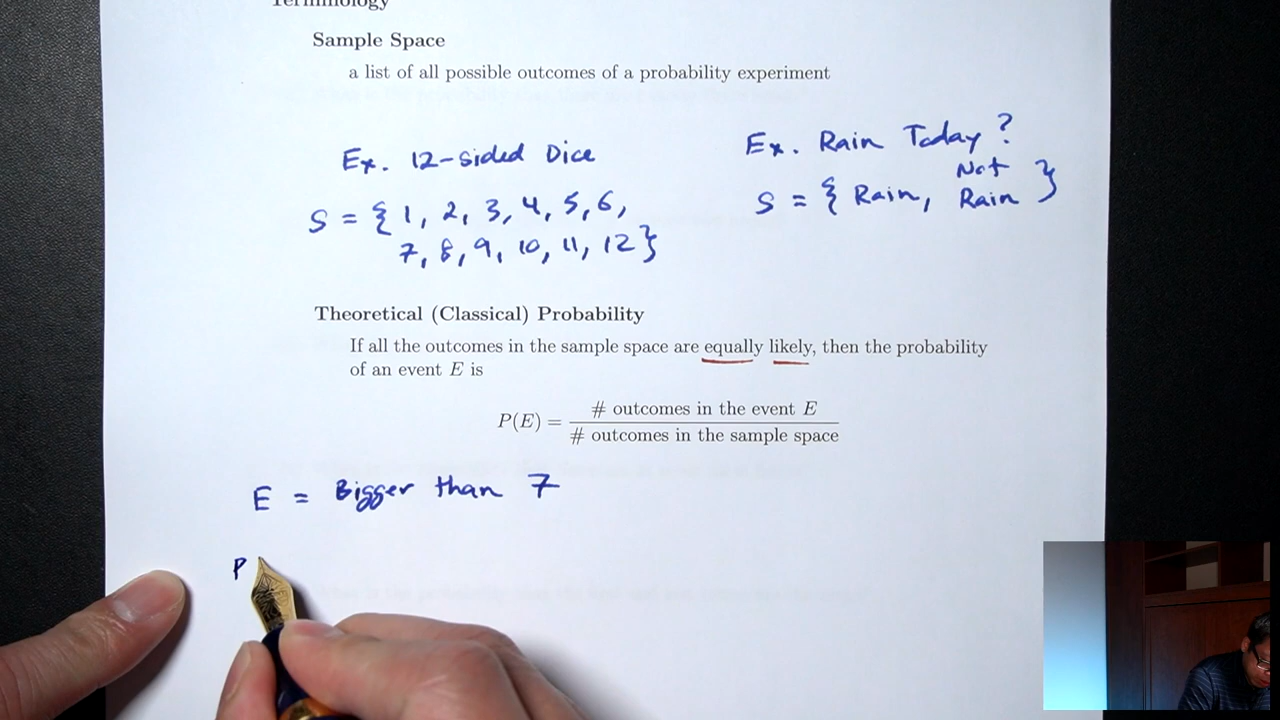 Terminology
Sample Space
a list of all possible outcomes of a probability experiment
Ex. 12-sided Dice
S = { 1, 2, 3, 4, 5, 6,
7, 8, 9, 10, 11, 12 }
Ex. Rain Today ?
S = { Rain, Not Rain }
Theoretical (Classical) Probability
If all the outcomes in the sample space are equally likely, then the probability
of an event E is
P(E) = # outcomes in the event E
# outcomes in the sample space
E = Bigger than 7
P